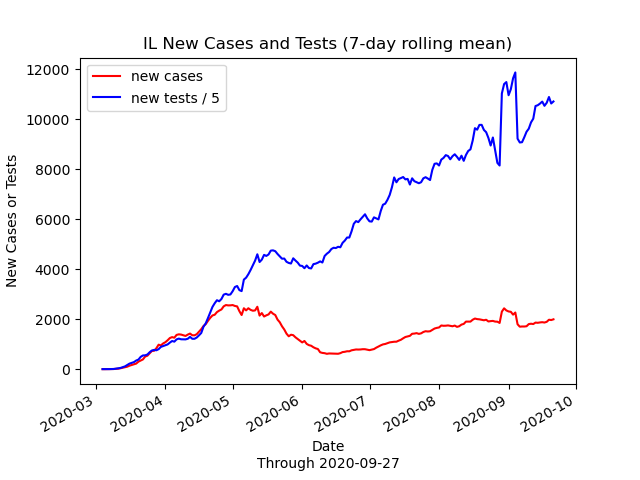 IL New Cases and Tests (7-day rolling mean)
new cases
new tests / 5
New Cases or Tests
12000
10000
8000
6000
4000
2000
0
2020-03
2020-04
2020-05
2020-06
2020-07
2020-08
2020-09
2020-10
Date
Through 2020-09-27